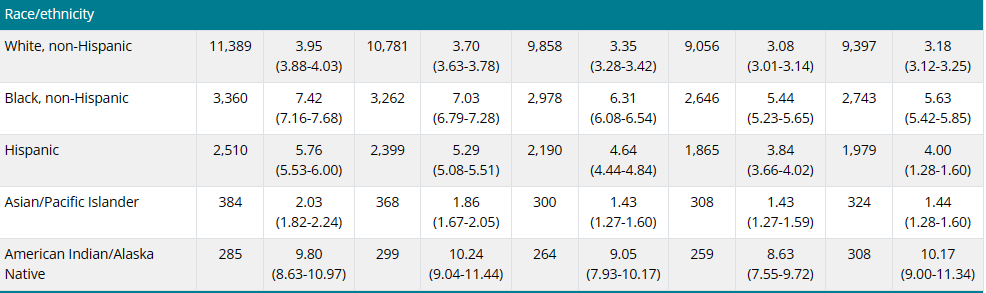 Race/ethnicity
White, non-Hispanic 11,389 3.95 10,781 3.70 9,858 3.35 9,056 3.08 9,397 3.18
(3.88-4.03) (3.63-3.78) (3.28-3.42) (3.01-3.14) (3.12-3.25)
Black, non-Hispanic 3,360 7.42 3,262 7.03 2,978 6.31 2,646 5.44 2,743 5.63
(7.16-7.68) (6.79-7.28) (6.08-6.54) (5.23-5.65) (5.42-5.85)
Hispanic 2,510 5.76 2,399 5.29 2,190 4.64 1,865 3.84 1,979 4.00
(5.53-6.00) (5.08-5.51) (4.44-4.84) (3.66-4.02) (1.28-1.60)
Asian/Pacific Islander 384 2.03 368 1.86 300 1.43 308 1.43 324 1.44
(1.82-2.24) (1.67-2.05) (1.27-1.60) (1.27-1.59) (1.28-1.60)
American Indian/Alaska 285 9.80 299 10.24 264 9.05 259 8.63 308 10.17
Native (8.63-10.97) (9.04-11.44) (7.93-10.17) (7.55-9.72) (9.00-11.34)